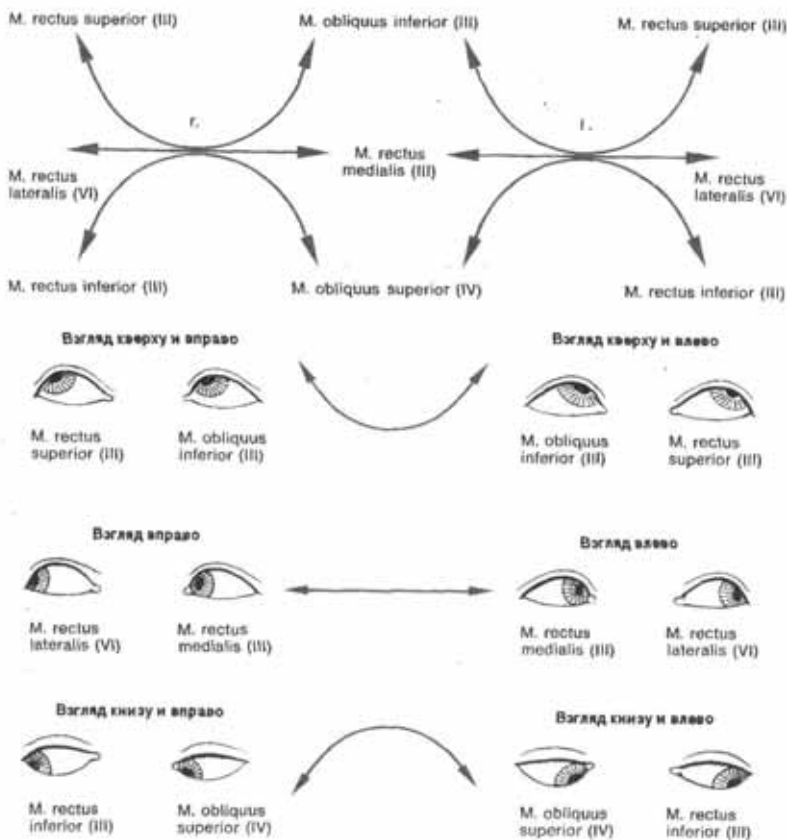 M. rectus superior (III)
M. obliquus inferior (III)
M. rectus superior (III)
r.
l.
M. rectus
lateralis (VI)
M. rectus
medialis (III)
M. rectus
lateralis (VI)
M. rectus inferior (III)
M. obliquus superior (IV)
M. rectus inferior (III)
Взгляд кверху и вправо
Взгляд кверху и влево
M. rectus
superior (III)
M. obliquus
inferior (III)
M. obliquus
inferior (III)
M. rectus
superior (III)
Взгляд вправо
Взгляд влево
M. rectus
lateralis (VI)
M. rectus
medialis (III)
M. rectus
medialis (III)
M. rectus
lateralis (VI)
Взгляд книзу и вправо
Взгляд книзу и влево
M. rectus
inferior (III)
M. obliquus
superior (IV)
M. obliquus
superior (IV)
M. rectus
inferior (III)